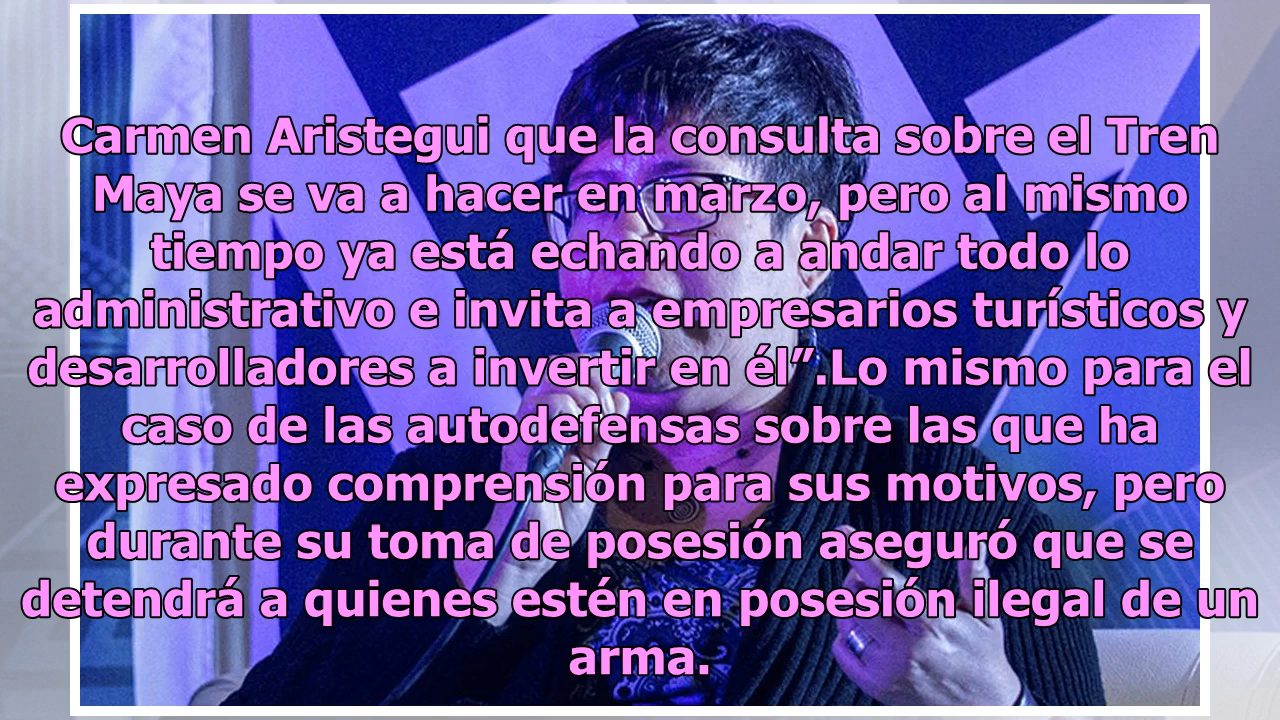 Carmen Aristegui que la consulta sobre el Tren
Maya se va a hacer en marzo, pero al mismo
tiempo ya está echando a andar todo lo
administrativo e invita a empresarios turísticos y
desarrolladores a invertir en él”.Lo mismo para el
caso de las autodefensas sobre las que ha
expresado comprensión para sus motivos, pero
durante su toma de posesión aseguró que se
detendrá a quienes estén en posesión ilegal de un
arma.